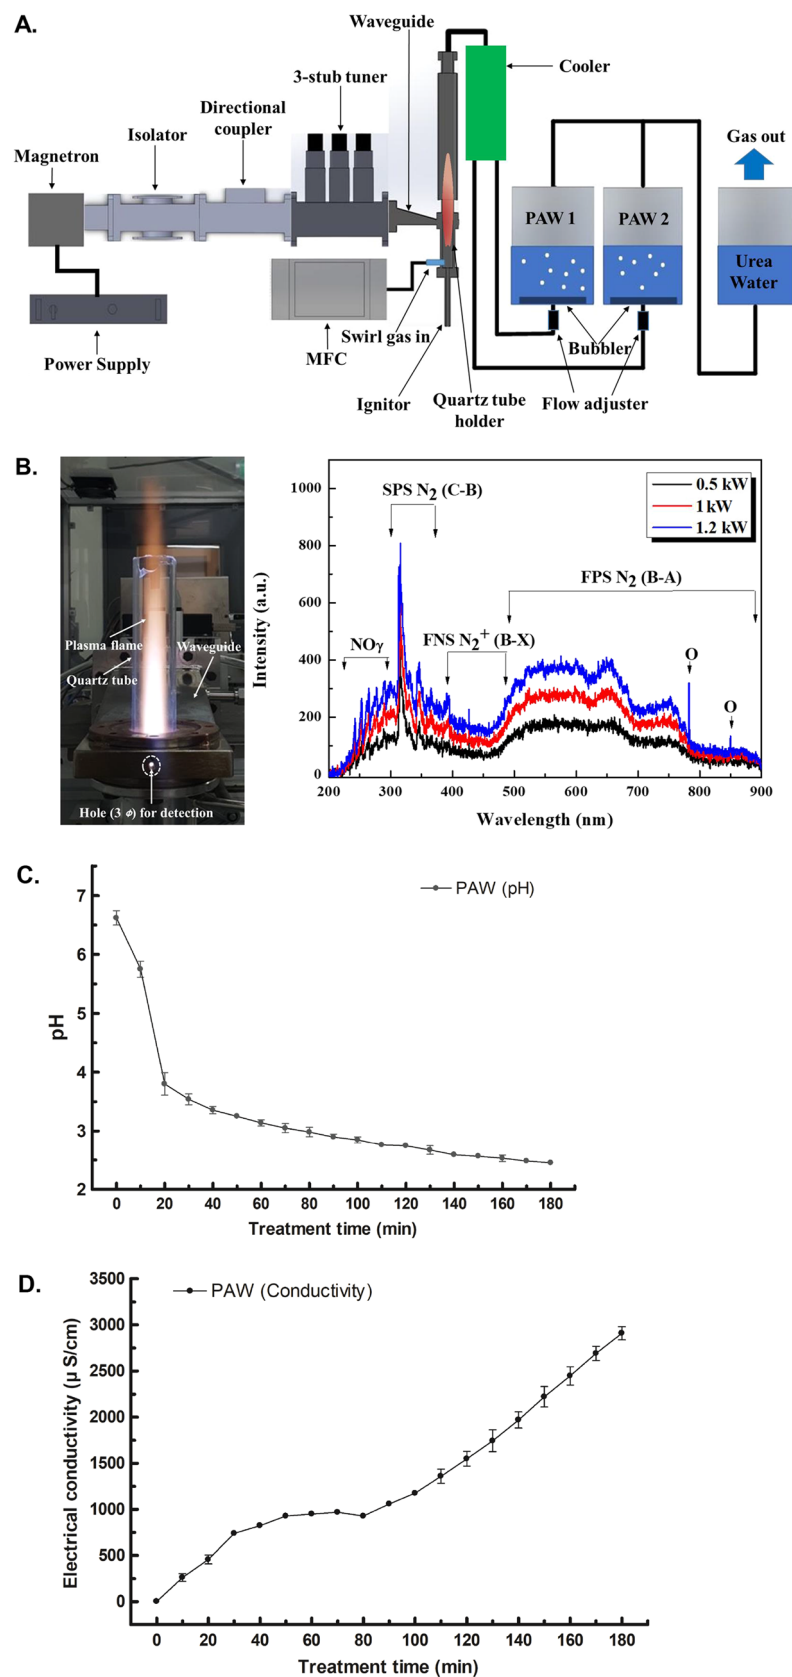 A.
Waveguide
3-stub tuner
Cooler
Directional
coupler
Isolator
Magnetron
Gas out
PAW 1
PAW 2
Urea
Water
Swirl gas in
MFC
Power Supply
Bubbler
Ignitor
Quartz tube
holder
Flow adjuster
B.
Plasma flame
Waveguide
Quartz tube
Hole (3 𝜙) for detection
1000
800
600
400
200
0
Intensity (a.u.)
SPS N₂ (C-B)
0.5 kW
1 kW
1.2 kW
FPS N₂ (B-A)
NOγ
FNS N₂⁺ (B-X)
O
O
200 300 400 500 600 700 800 900
Wavelength (nm)
C.
PAW (pH)
7
6
5
4
3
2
pH
0 20 40 60 80 100 120 140 160 180
Treatment time (min)
D.
PAW (Conductivity)
3500
3000
2500
2000
1500
1000
500
0
Electrical conductivity (µ S/cm)
0 20 40 60 80 100 120 140 160 180
Treatment time (min)